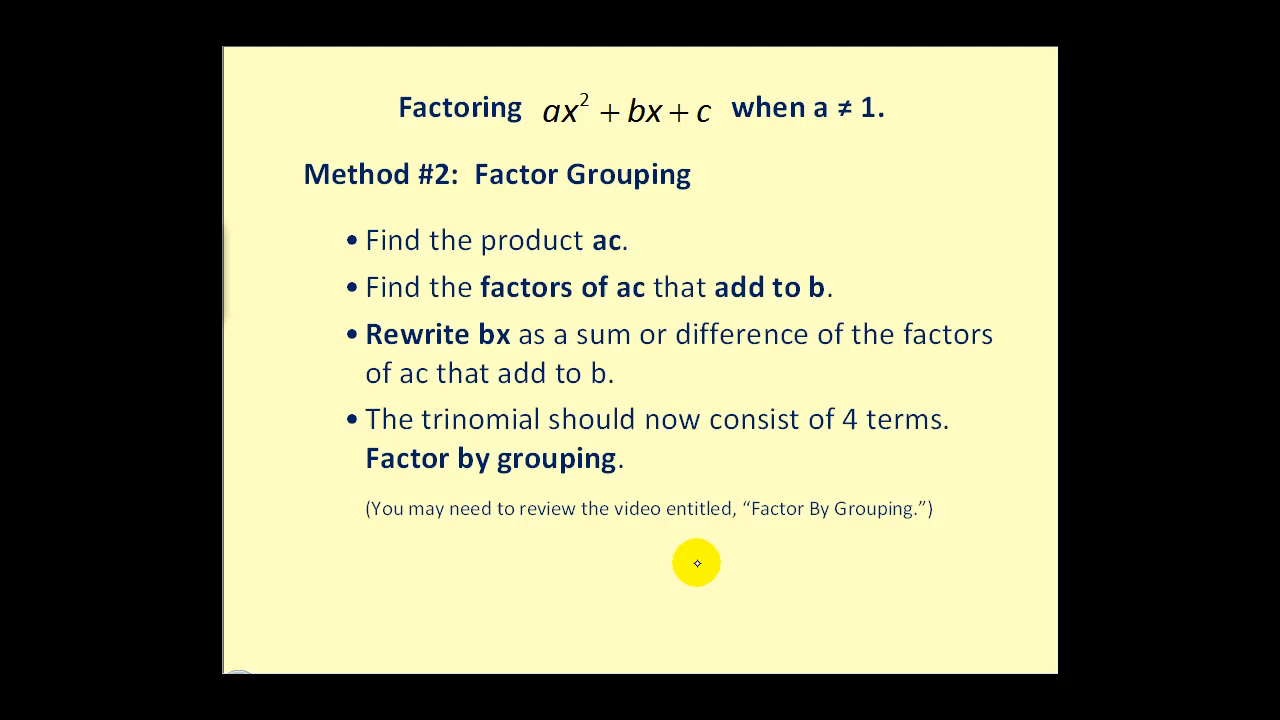 Factoring ax² + bx + c when a ≠ 1.
Method #2: Factor Grouping
• Find the product ac.
• Find the factors of ac that add to b.
• Rewrite bx as a sum or difference of the factors
of ac that add to b.
• The trinomial should now consist of 4 terms.
Factor by grouping.
(You may need to review the video entitled, “Factor By Grouping.”)